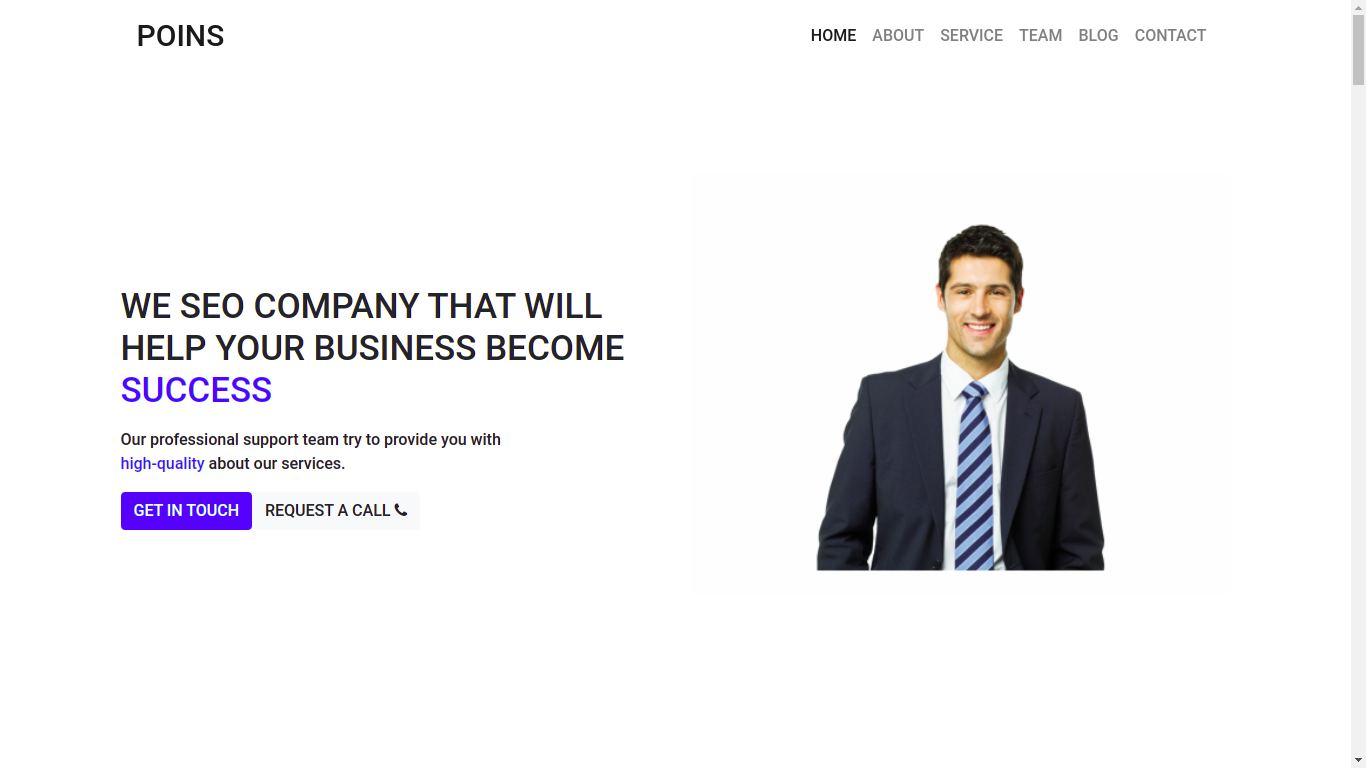 POINS
HOME ABOUT SERVICE TEAM BLOG CONTACT
WE SEO COMPANY THAT WILL
HELP YOUR BUSINESS BECOME
SUCCESS
Our professional support team try to provide you with
high-quality about our services.
GET IN TOUCH REQUEST A CALL